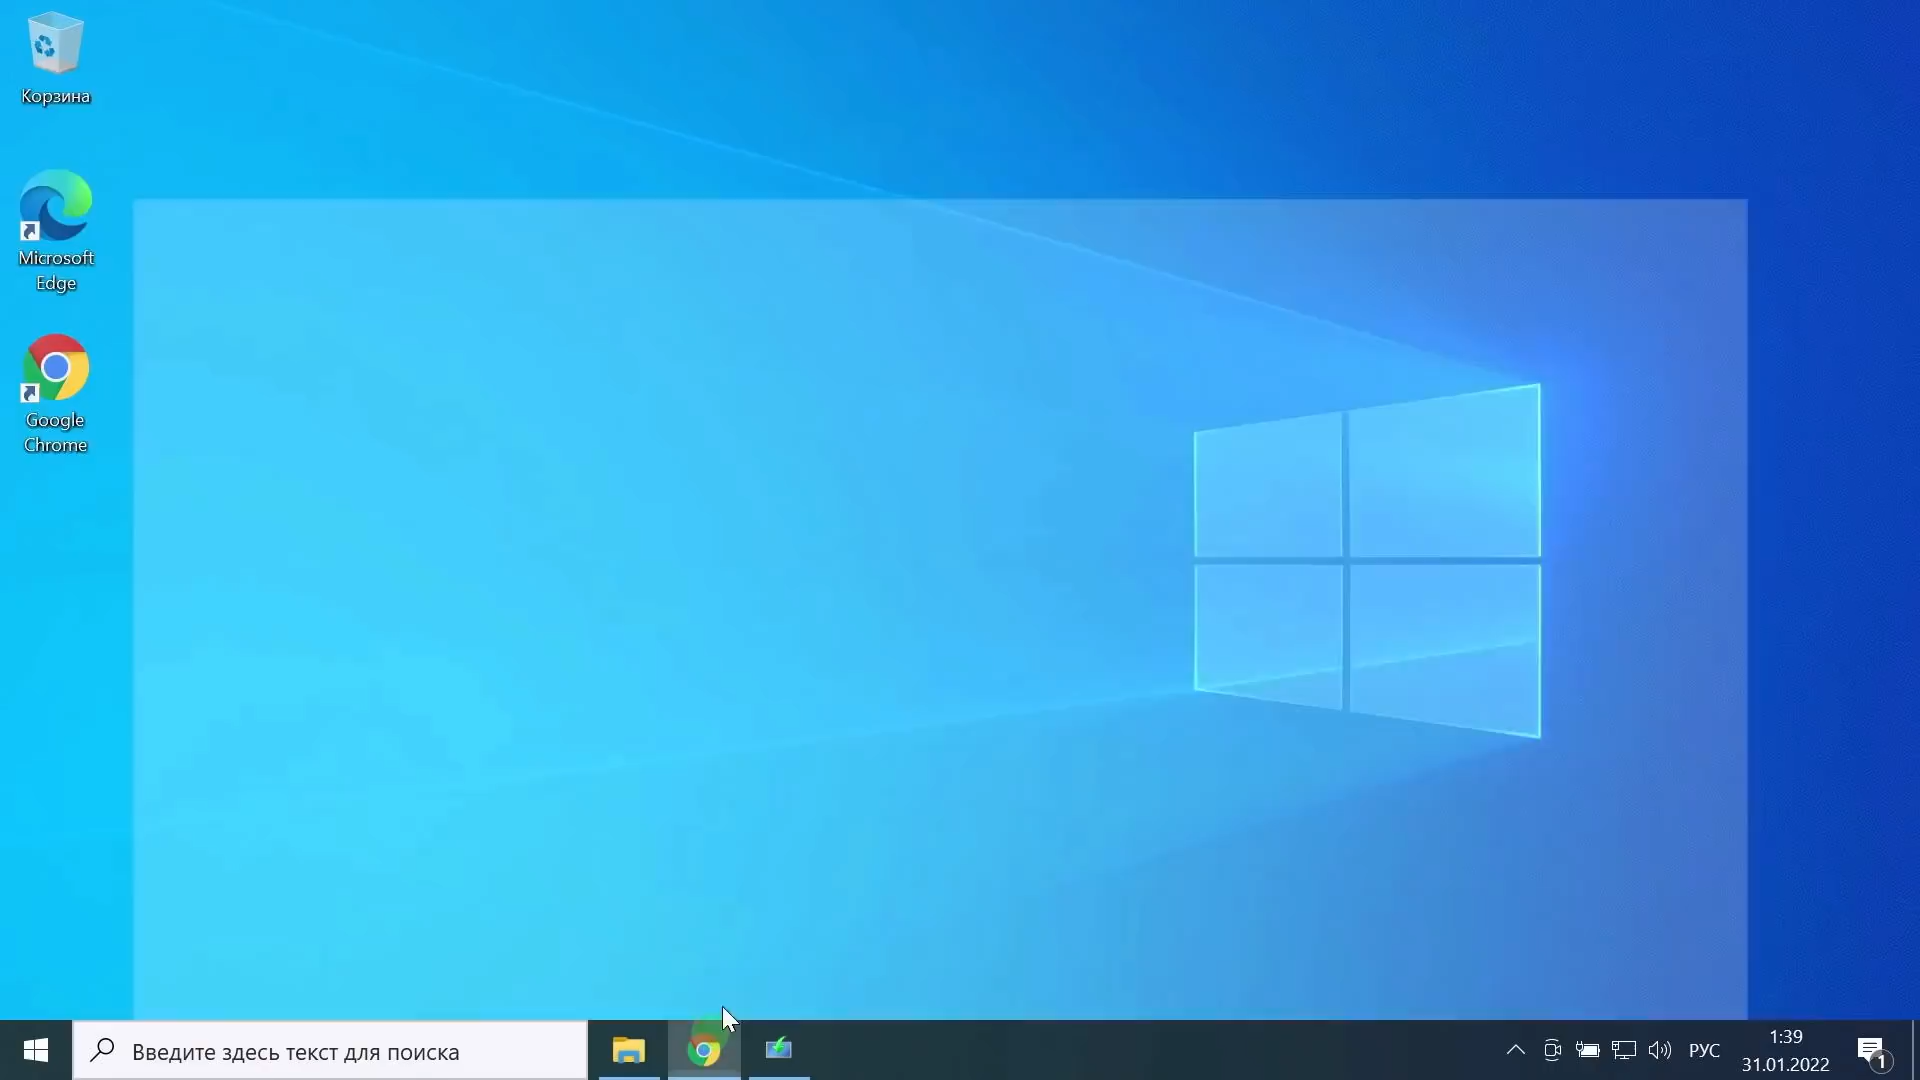 Корзина
Microsoft
Edge
Google
Chrome
Введите здесь текст для поиска
РУС
1:39
31.01.2022
1